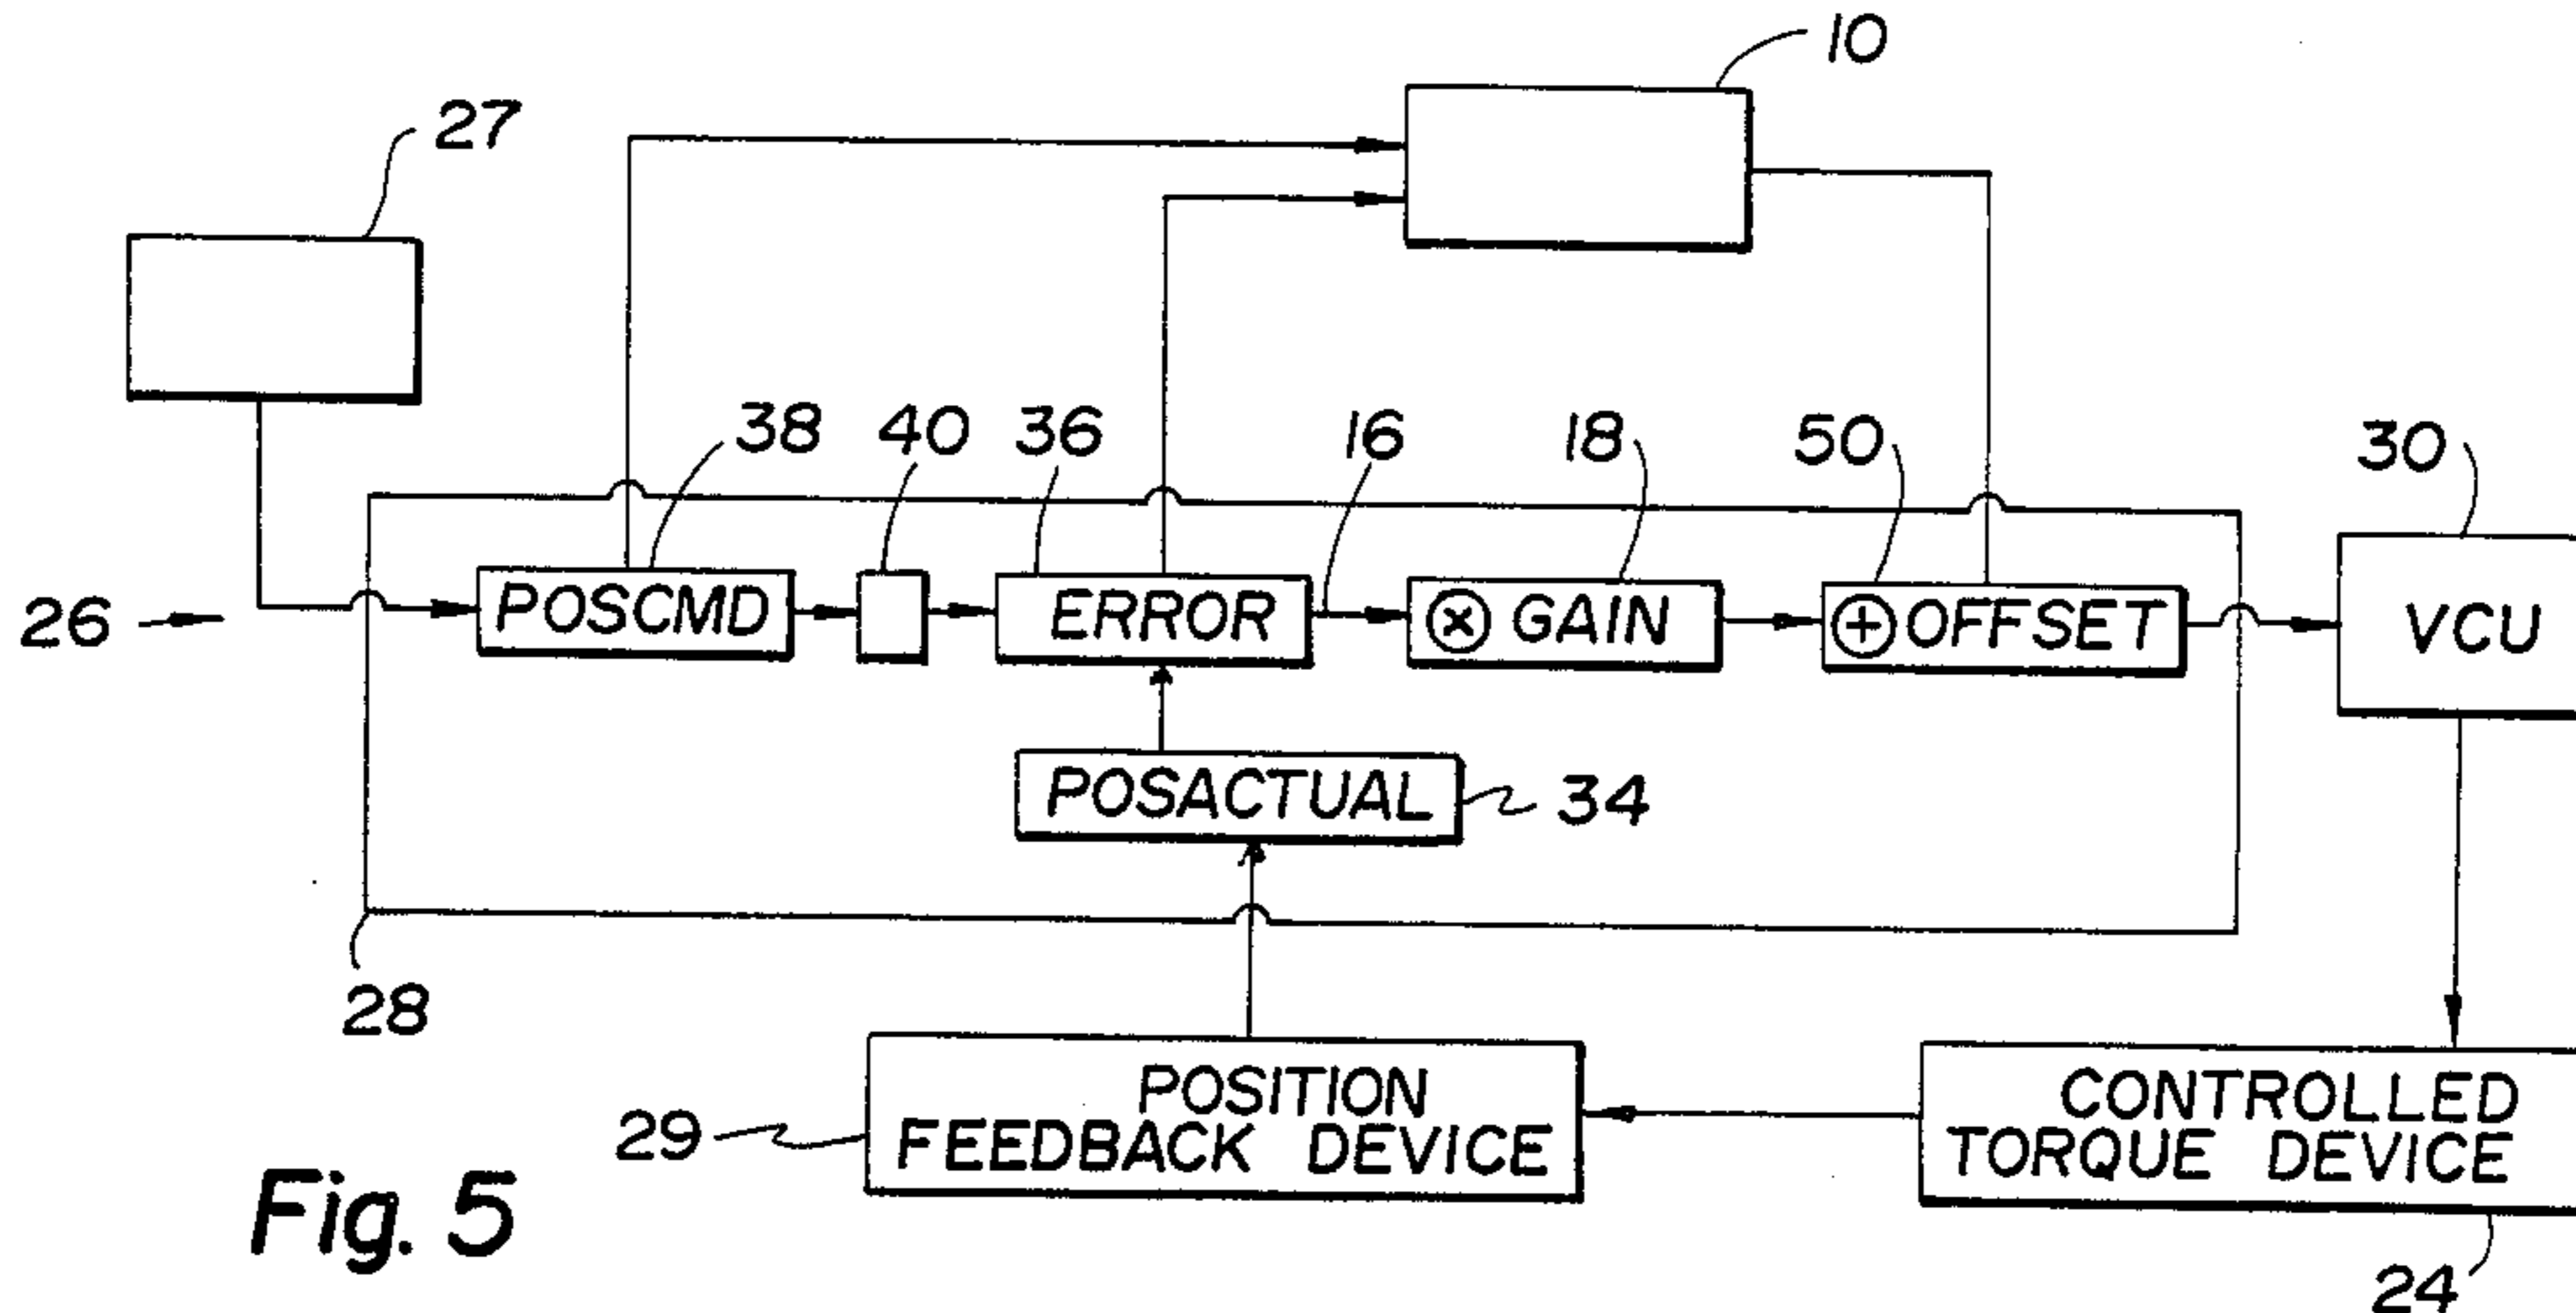 10
27
38
40
36
16
18
50
30
26
POSCMD
ERROR
⊗ GAIN
⊕ OFFSET
VCU
POSACTUAL
34
28
29
POSITION
FEEDBACK DEVICE
CONTROLLED
TORQUE DEVICE
24
Fig. 5